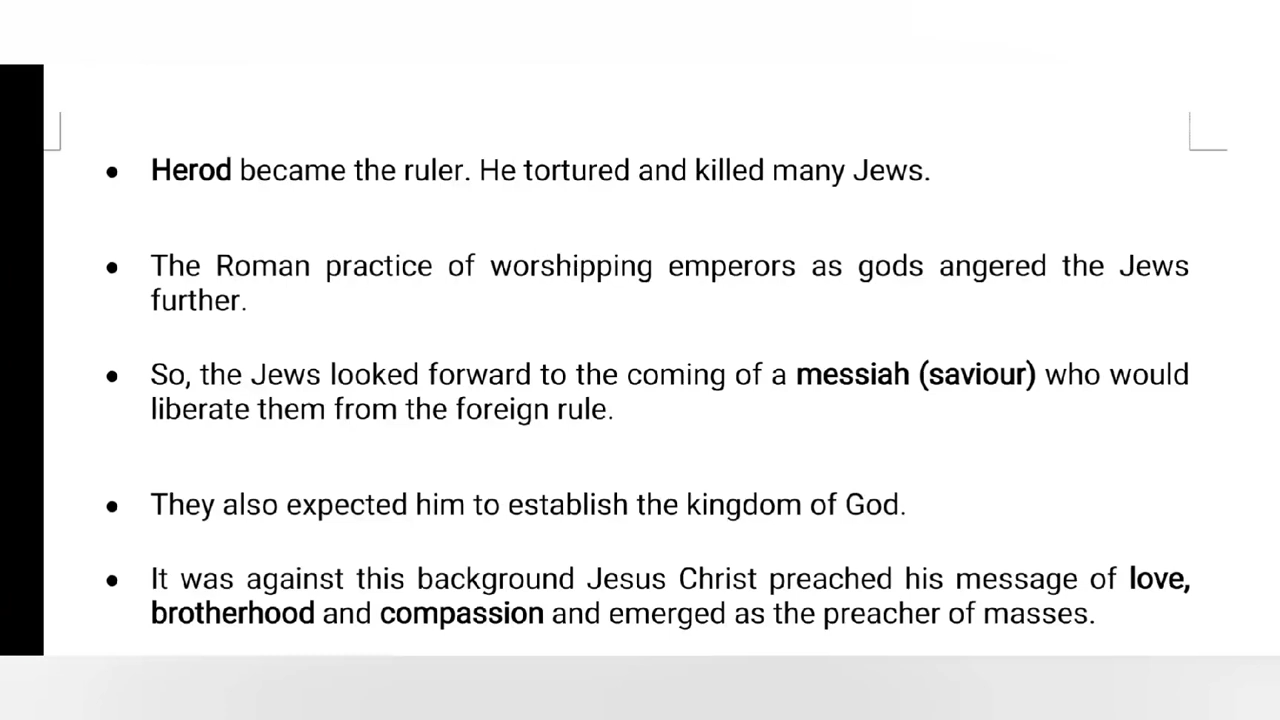 • Herod became the ruler. He tortured and killed many Jews.
• The Roman practice of worshipping emperors as gods angered the Jews
further.
• So, the Jews looked forward to the coming of a messiah (saviour) who would
liberate them from the foreign rule.
• They also expected him to establish the kingdom of God.
• It was against this background Jesus Christ preached his message of love,
brotherhood and compassion and emerged as the preacher of masses.